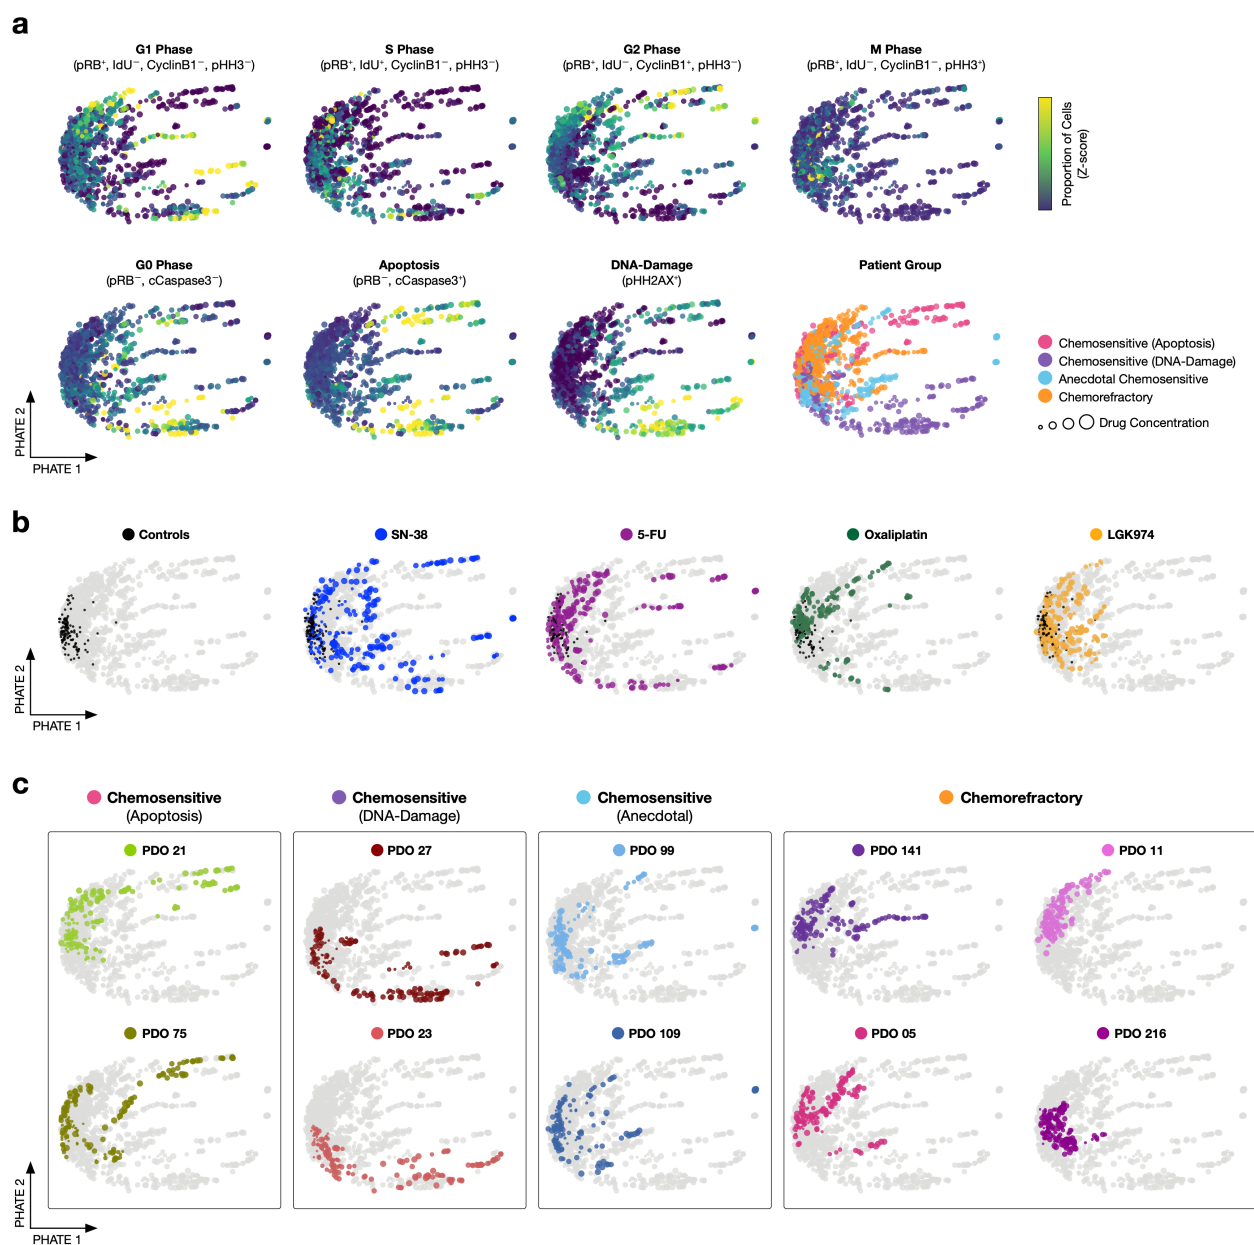 a
G1 Phase
(pRB⁺, IdU⁻, CyclinB1⁻, pHH3⁻)
S Phase
(pRB⁺, IdU⁺, CyclinB1⁻, pHH3⁻)
G2 Phase
(pRB⁺, IdU⁻, CyclinB1⁺, pHH3⁻)
M Phase
(pRB⁺, IdU⁻, CyclinB1⁻, pHH3⁺)
Proportion of Cells
(Z-score)
G0 Phase
(pRB⁻, cCaspase3⁻)
Apoptosis
(pRB⁻, cCaspase3⁺)
DNA-Damage
(pHH2AX⁺)
Patient Group
Chemosensitive (Apoptosis)
Chemosensitive (DNA-Damage)
Anecdotal Chemosensitive
Chemorefractory
Drug Concentration
PHATE 2
PHATE 1
b
Controls
SN-38
5-FU
Oxaliplatin
LGK974
PHATE 2
PHATE 1
c
Chemosensitive
(Apoptosis)
Chemosensitive
(DNA-Damage)
Chemosensitive
(Anecdotal)
Chemorefractory
PDO 21
PDO 27
PDO 99
PDO 141
PDO 11
PDO 75
PDO 23
PDO 109
PDO 05
PDO 216
PHATE 2
PHATE 1